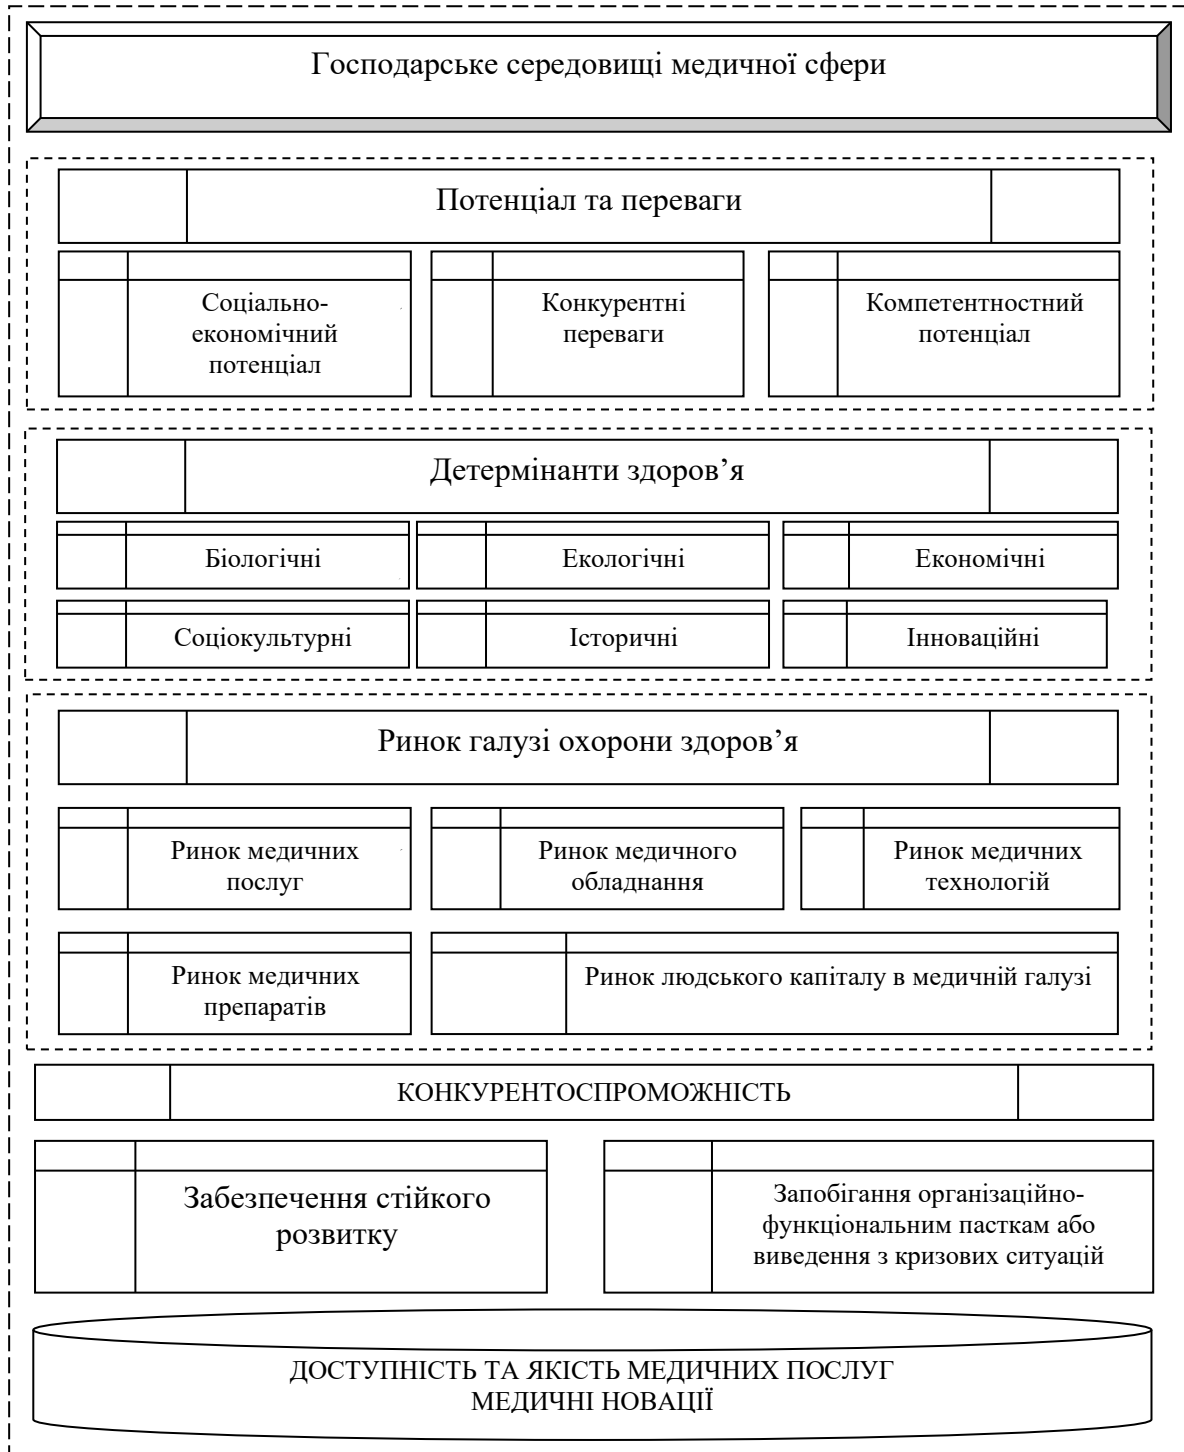 Господарське середовищі медичної сфери
Потенціал та переваги
Соціально-
економічний
потенціал
Конкурентні
переваги
Компетентностний
потенціал
Детермінанти здоров’я
Біологічні
Екологічні
Економічні
Соціокультурні
Історичні
Інноваційні
Ринок галузі охорони здоров’я
Ринок медичних
послуг
Ринок медичного
обладнання
Ринок медичних
технологій
Ринок медичних
препаратів
Ринок людського капіталу в медичній галузі
КОНКУРЕНТОСПРОМОЖНІСТЬ
Забезпечення стійкого
розвитку
Запобігання організаційно-
функціональним пасткам або
виведення з кризових ситуацій
ДОСТУПНІСТЬ ТА ЯКІСТЬ МЕДИЧНИХ ПОСЛУГ
МЕДИЧНІ НОВАЦІЇ